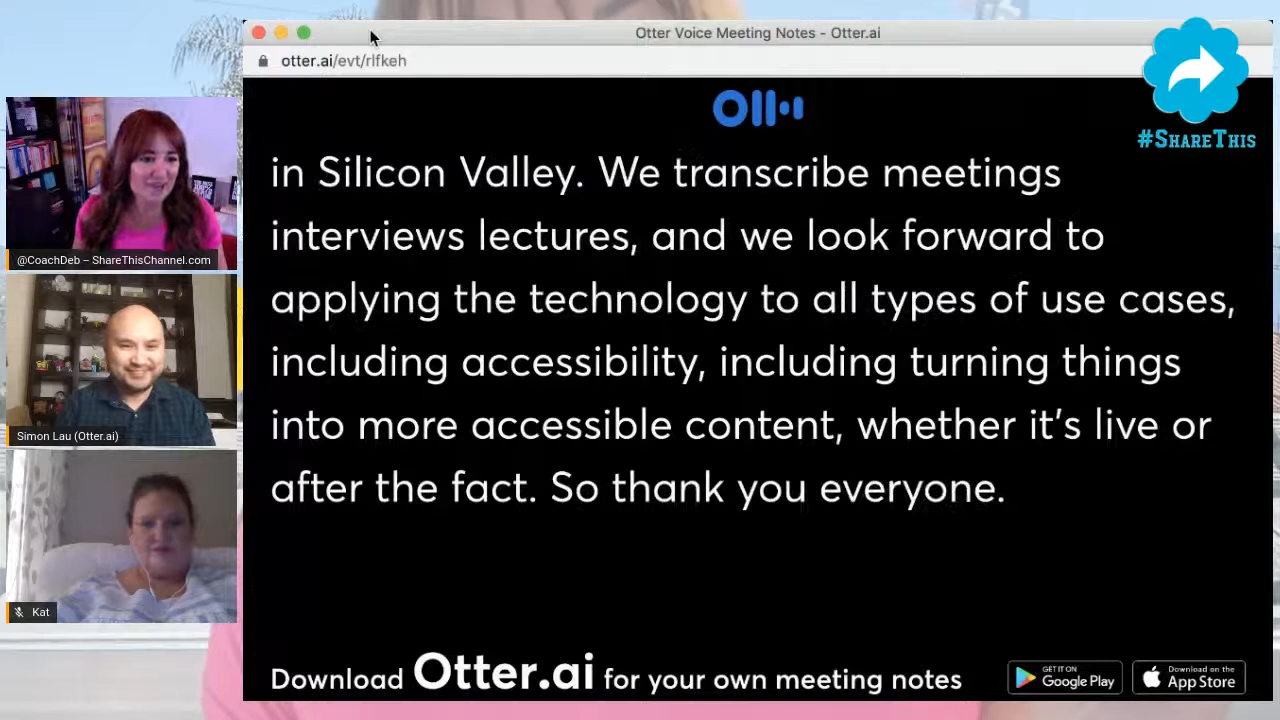 Otter Voice Meeting Notes - Otter.ai
otter.ai/evt/rlfkeh
#SHARETHIS
in Silicon Valley. We transcribe meetings
interviews lectures, and we look forward to
applying the technology to all types of use cases,
including accessibility, including turning things
into more accessible content, whether it's live or
after the fact. So thank you everyone.
@CoachDeb – ShareThisChannel.com
Simon Lau (Otter.ai)
Kat
Download Otter.ai for your own meeting notes
GET IT ON
Google Play
Download on the
App Store